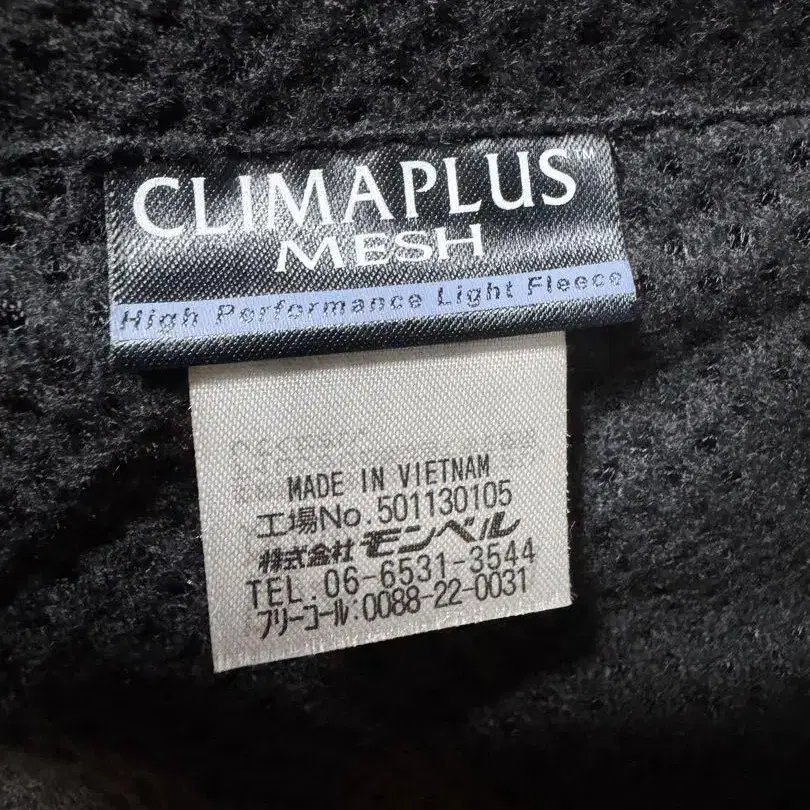 CLIMAPLUS™
MESH
High Performance Light Fleece
MADE IN VIETNAM
工場No.501130105
株式会社 モンベル
TEL.06-6531-3544
フリーコール:0088-22-0031